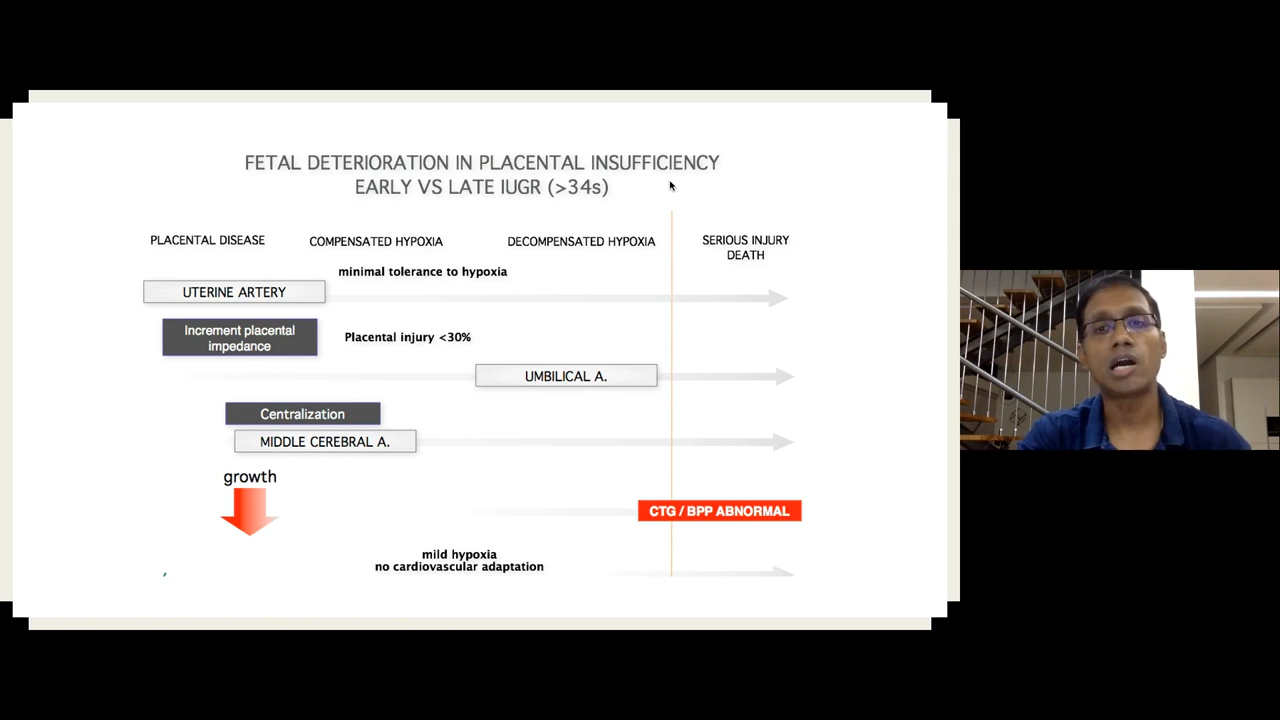 FETAL DETERIORATION IN PLACENTAL INSUFFICIENCY
EARLY VS LATE IUGR (>34s)
PLACENTAL DISEASE
COMPENSATED HYPOXIA
DECOMPENSATED HYPOXIA
SERIOUS INJURY
DEATH
minimal tolerance to hypoxia
UTERINE ARTERY
Increment placental
impedance
Placental injury <30%
UMBILICAL A.
Centralization
MIDDLE CEREBRAL A.
growth
CTG / BPP ABNORMAL
mild hypoxia
no cardiovascular adaptation